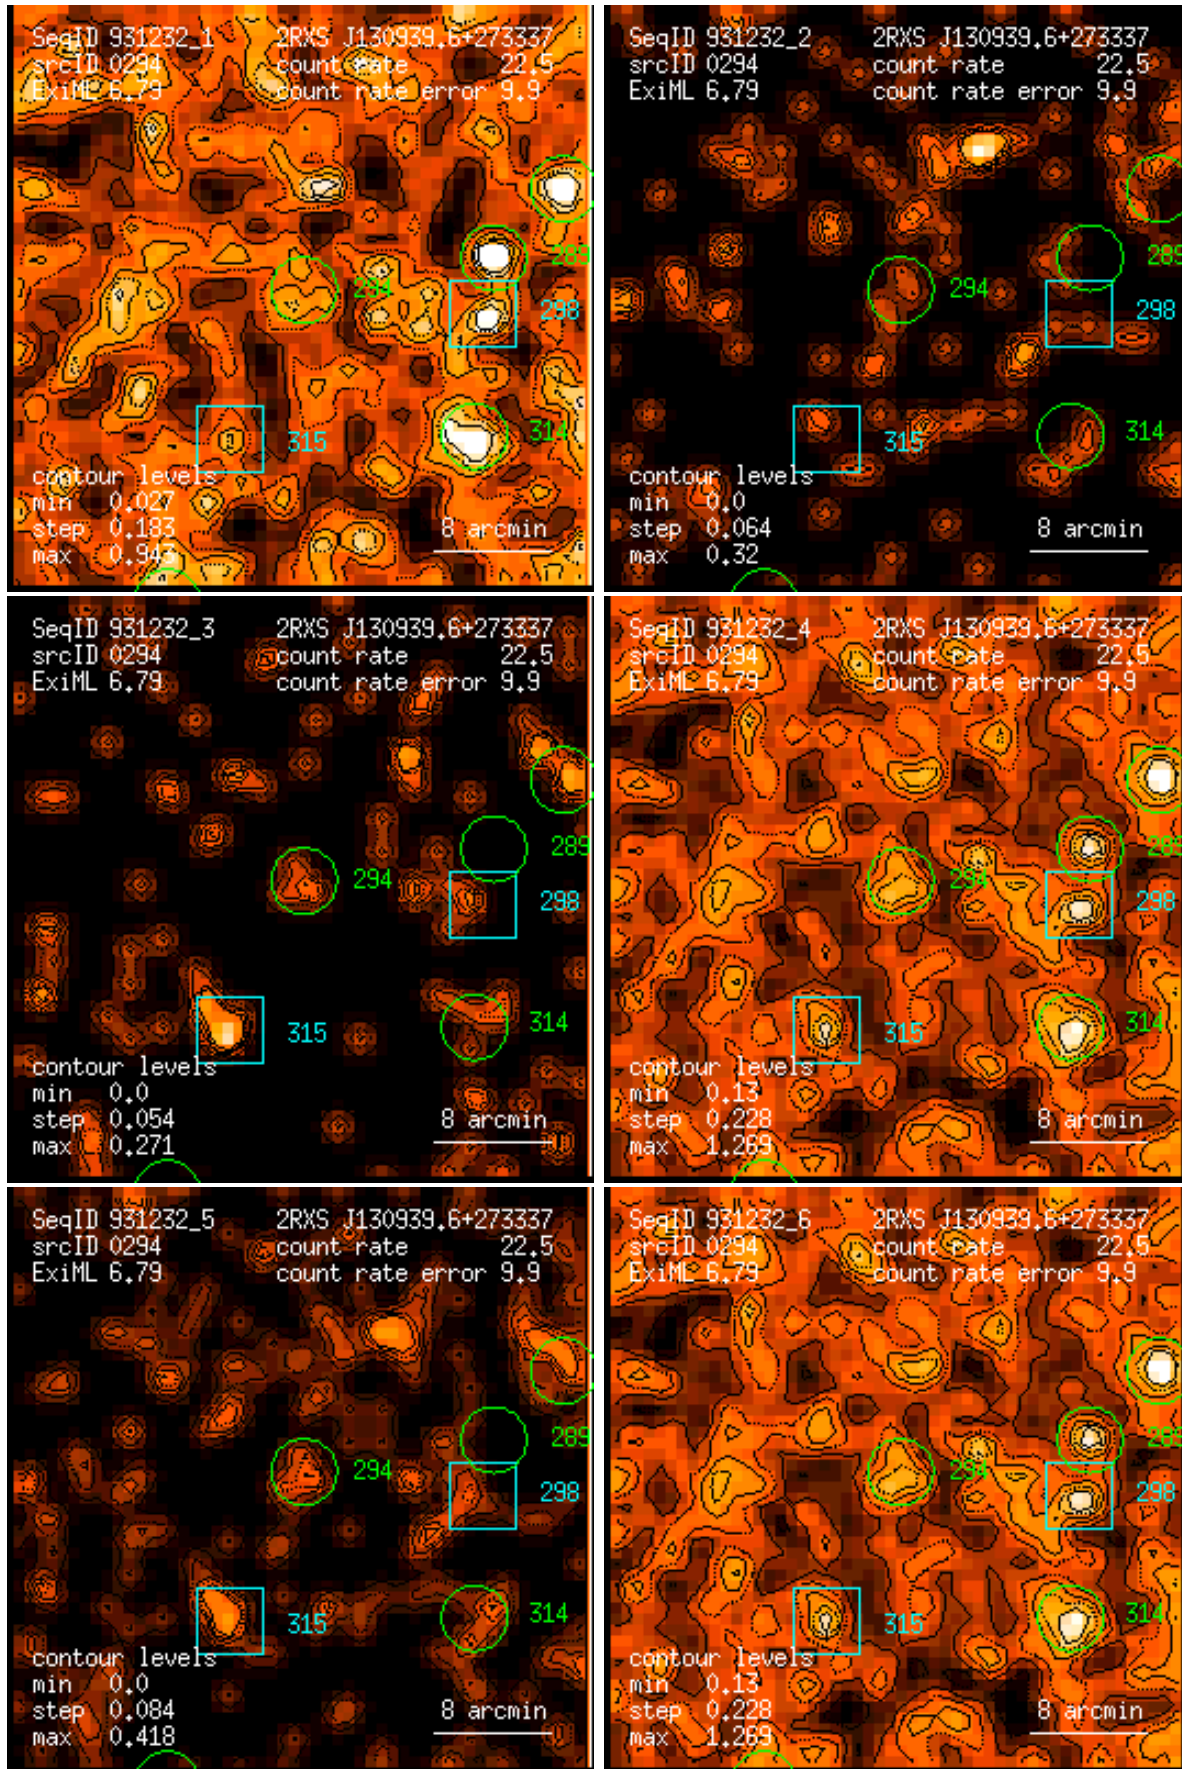 SeqID 931232_1 2RXS J130939.6+273337
srcID 0294 count rate 22.5
ExiML 6.79 count rate error 9.9
289
294
298
314
315
contour levels
min 0.027
step 0.183 8 arcmin
max 0.943
SeqID 931232_2 2RXS J130939.6+273337
srcID 0294 count rate 22.5
ExiML 6.79 count rate error 9.9
289
294
298
314
315
contour levels
min 0.0
step 0.064 8 arcmin
max 0.32
SeqID 931232_3 2RXS J130939.6+273337
srcID 0294 count rate 22.5
ExiML 6.79 count rate error 9.9
289
294
298
314
315
contour levels
min 0.0
step 0.054 8 arcmin
max 0.271
SeqID 931232_4 2RXS J130939.6+273337
srcID 0294 count rate 22.5
ExiML 6.79 count rate error 9.9
289
294
298
314
315
contour levels
min 0.13
step 0.228 8 arcmin
max 1.269
SeqID 931232_5 2RXS J130939.6+273337
srcID 0294 count rate 22.5
ExiML 6.79 count rate error 9.9
289
294
298
314
315
contour levels
min 0.0
step 0.084 8 arcmin
max 0.418
SeqID 931232_6 2RXS J130939.6+273337
srcID 0294 count rate 22.5
ExiML 6.79 count rate error 9.9
289
294
298
314
315
contour levels
min 0.13
step 0.228 8 arcmin
max 1.269